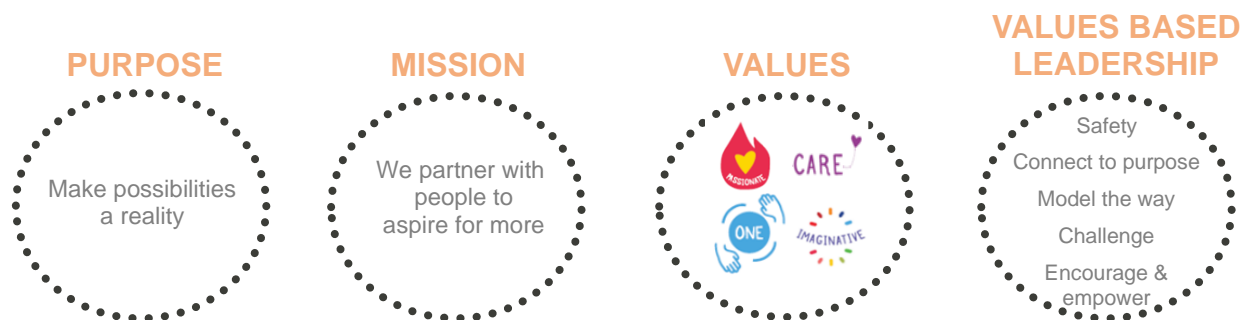 PURPOSE
Make possibilities
a reality
MISSION
We partner with
people to
aspire for more
VALUES
PASSIONATE
CARE
ONE
IMAGINATIVE
VALUES BASED
LEADERSHIP
Safety
Connect to purpose
Model the way
Challenge
Encourage &
empower